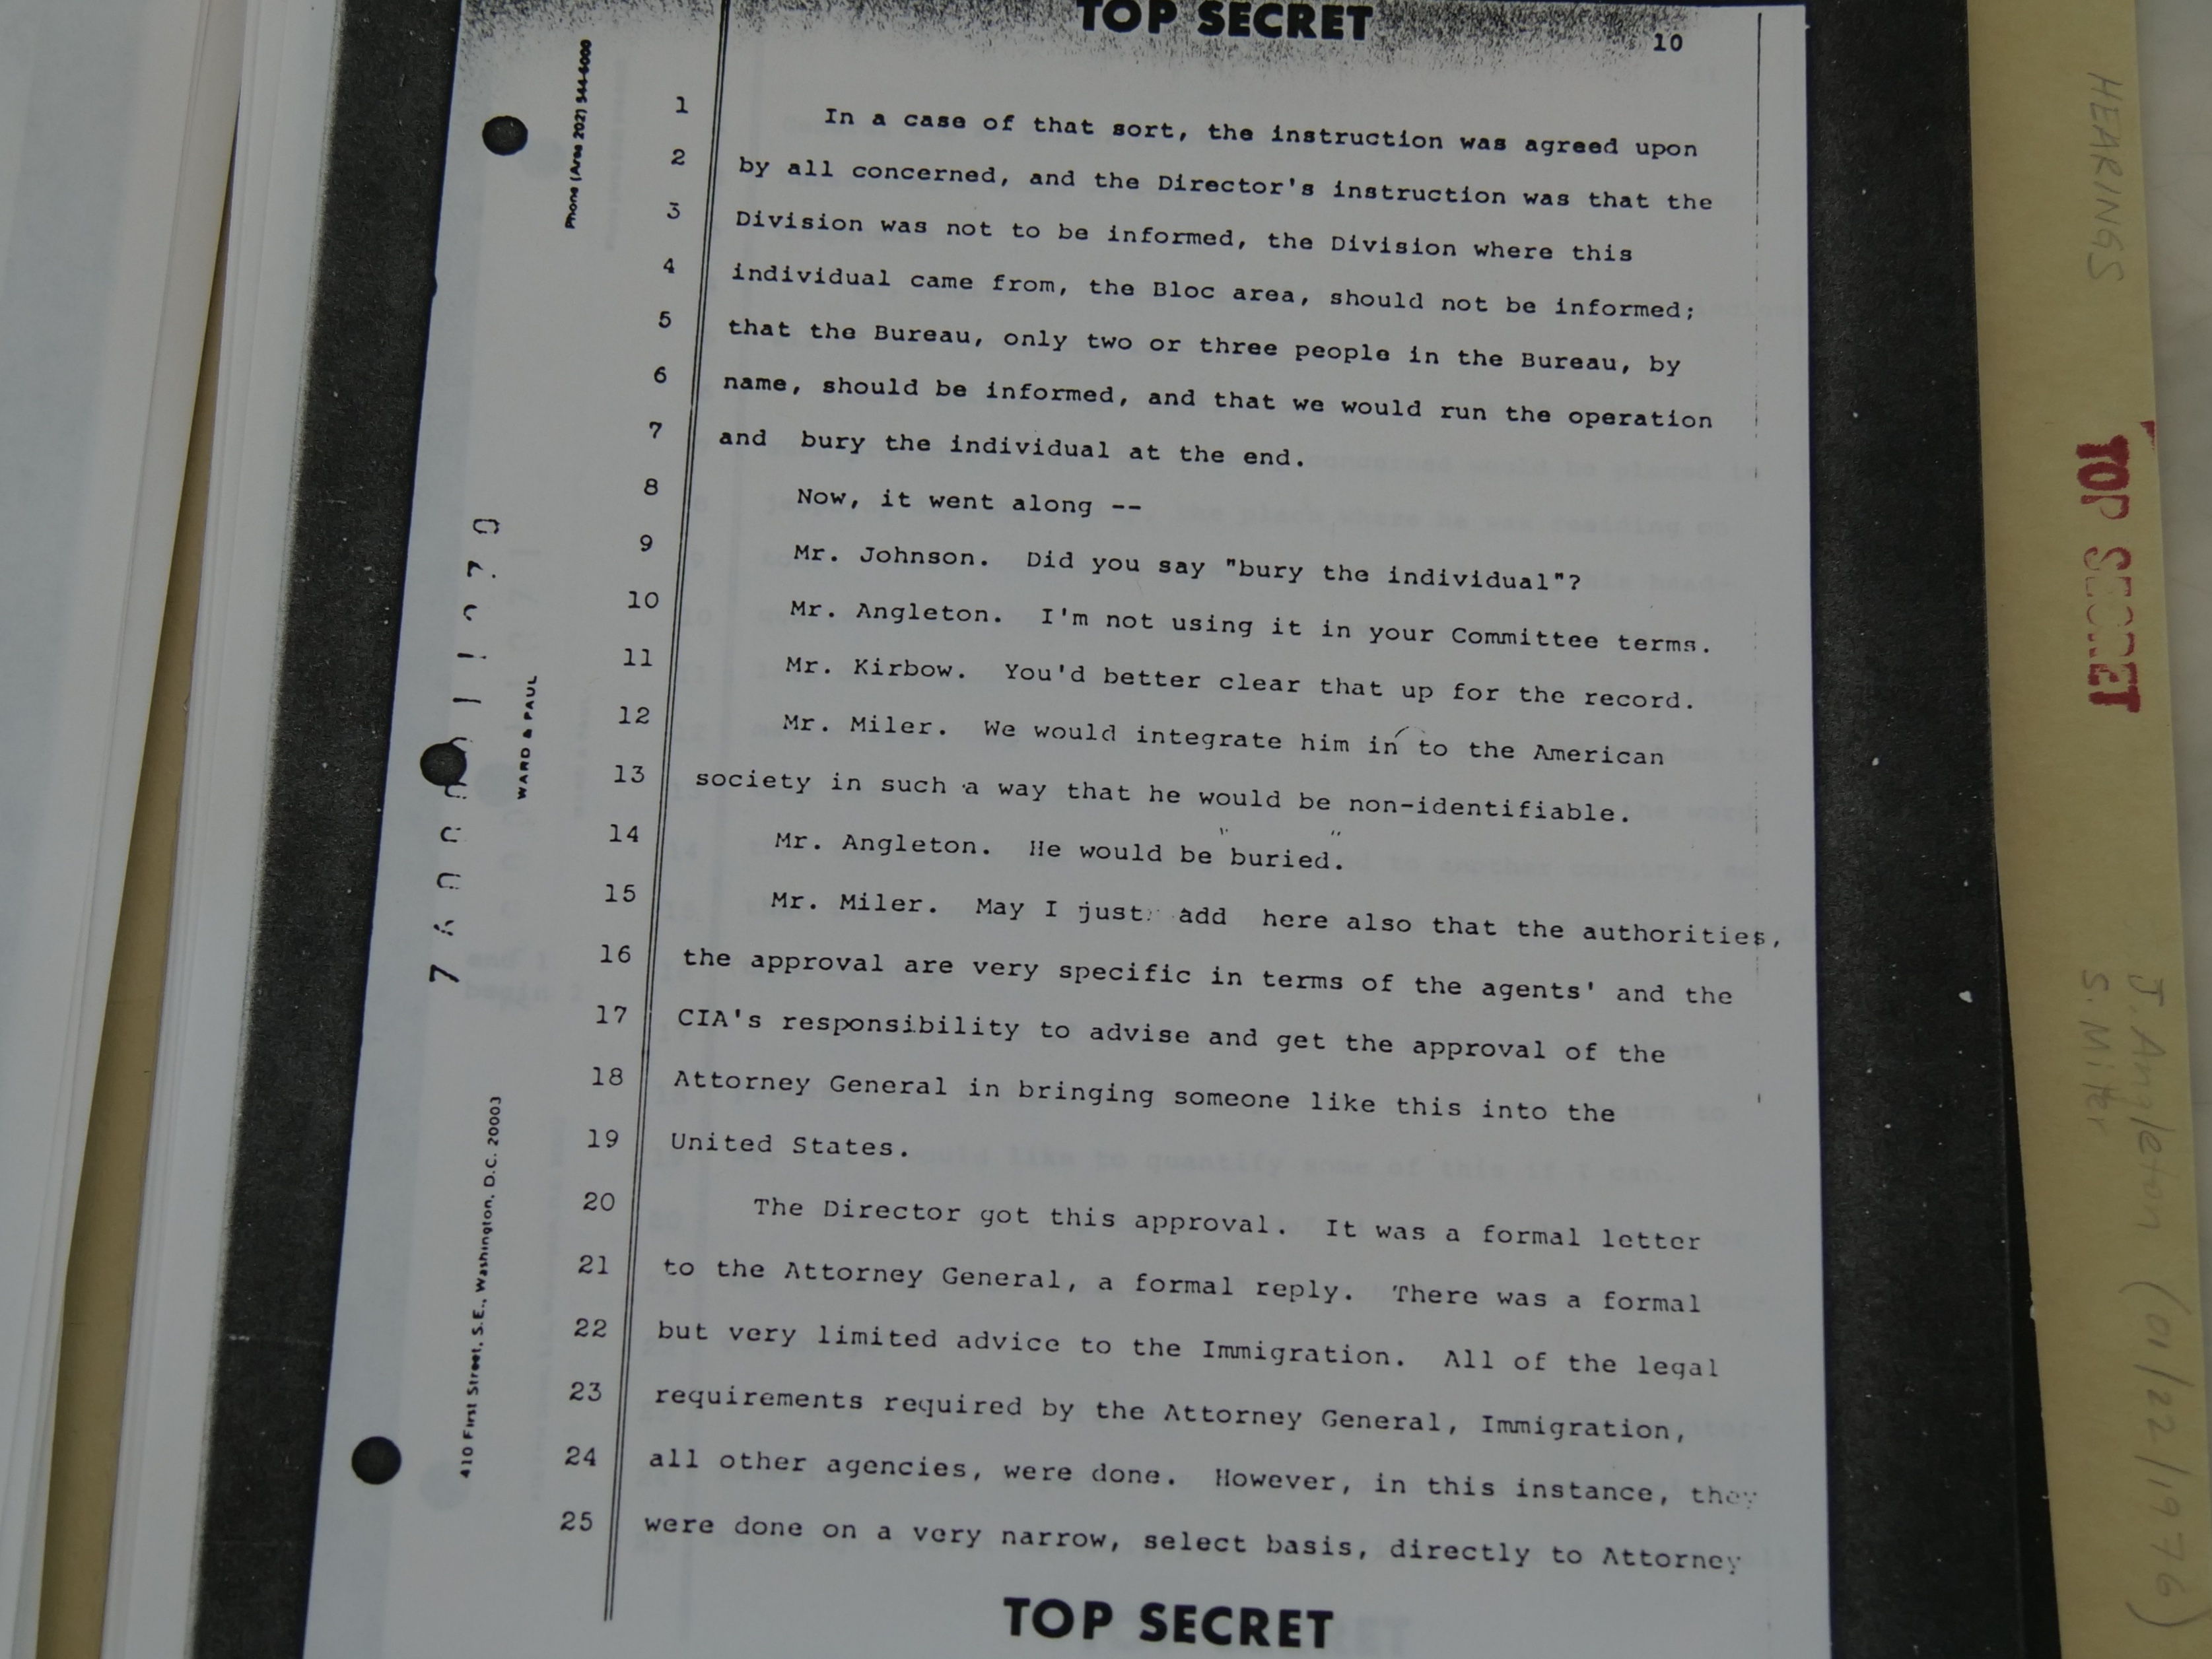 TOP SECRET
10
Phone (Area 202) 544-6000
1 In a case of that sort, the instruction was agreed upon
2 by all concerned, and the Director's instruction was that the
3 Division was not to be informed, the Division where this
4 individual came from, the Bloc area, should not be informed;
5 that the Bureau, only two or three people in the Bureau, by
6 name, should be informed, and that we would run the operation
7 and bury the individual at the end.
8 Now, it went along --
9 Mr. Johnson. Did you say "bury the individual"?
10 Mr. Angleton. I'm not using it in your Committee terms.
11 Mr. Kirbow. You'd better clear that up for the record.
12 Mr. Miler. We would integrate him in to the American
13 society in such a way that he would be non-identifiable.
14 Mr. Angleton. He would be "buried."
15 Mr. Miler. May I just add here also that the authorities,
16 the approval are very specific in terms of the agents' and the
17 CIA's responsibility to advise and get the approval of the
18 Attorney General in bringing someone like this into the
19 United States.
20 The Director got this approval. It was a formal letter
21 to the Attorney General, a formal reply. There was a formal
22 but very limited advice to the Immigration. All of the legal
23 requirements required by the Attorney General, Immigration,
24 all other agencies, were done. However, in this instance, they
25 were done on a very narrow, select basis, directly to Attorney
WARD & PAUL
410 First Street, S.E., Washington, D.C. 20003
TOP SECRET
HEARINGS
TOP SECRET
J. Angleton (01/22/1976)
S. Miler